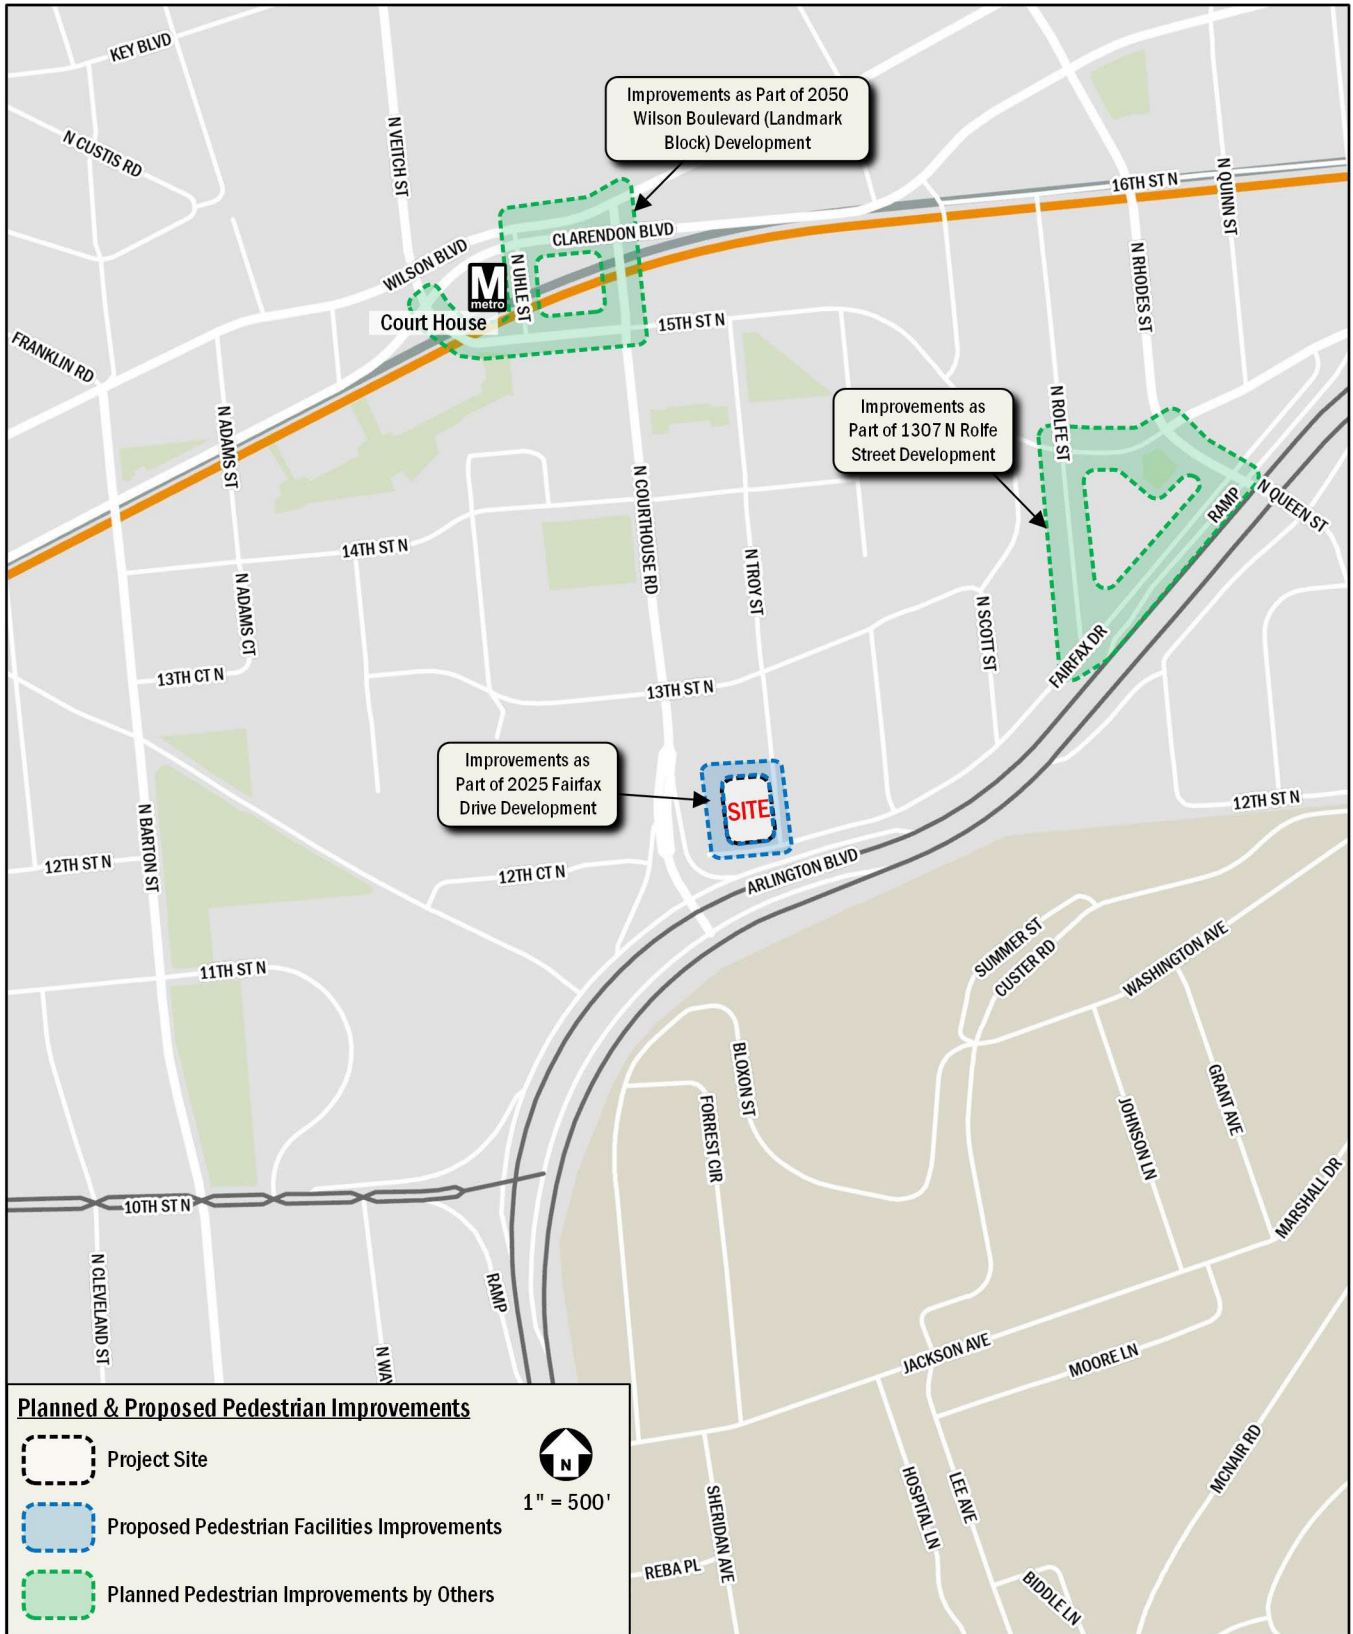 KEY BLVD
N CUSTIS RD
N VEITCH ST
Improvements as Part of 2050
Wilson Boulevard (Landmark
Block) Development
16TH ST N
N QUINN ST
CLARENDON BLVD
WILSON BLVD
N UHLE ST
M
metro
Court House
15TH ST N
N RHODES ST
FRANKLIN RD
N ADAMS ST
Improvements as
Part of 1307 N Rolfe
Street Development
N ROLFE ST
RAMP
N QUEEN ST
N COURTHOUSE RD
14TH ST N
N TROY ST
N ADAMS CT
N SCOTT ST
FAIRFAX DR
13TH CT N
13TH ST N
Improvements as
Part of 2025 Fairfax
Drive Development
SITE
12TH ST N
N BARTON ST
12TH ST N
12TH CT N
ARLINGTON BLVD
SUMMER ST
CUSTER RD
WASHINGTON AVE
11TH ST N
BLOXON ST
FORREST CIR
JOHNSON LN
GRANT AVE
MARSHALL DR
10TH ST N
N CLEVELAND ST
RAMP
N WAY
JACKSON AVE
MOORE LN
MCNAIR RD
HOSPITAL LN
LEE AVE
SHERIDAN AVE
REBA PL
BIDDLE LN
Planned & Proposed Pedestrian Improvements
Project Site
N
1" = 500'
Proposed Pedestrian Facilities Improvements
Planned Pedestrian Improvements by Others